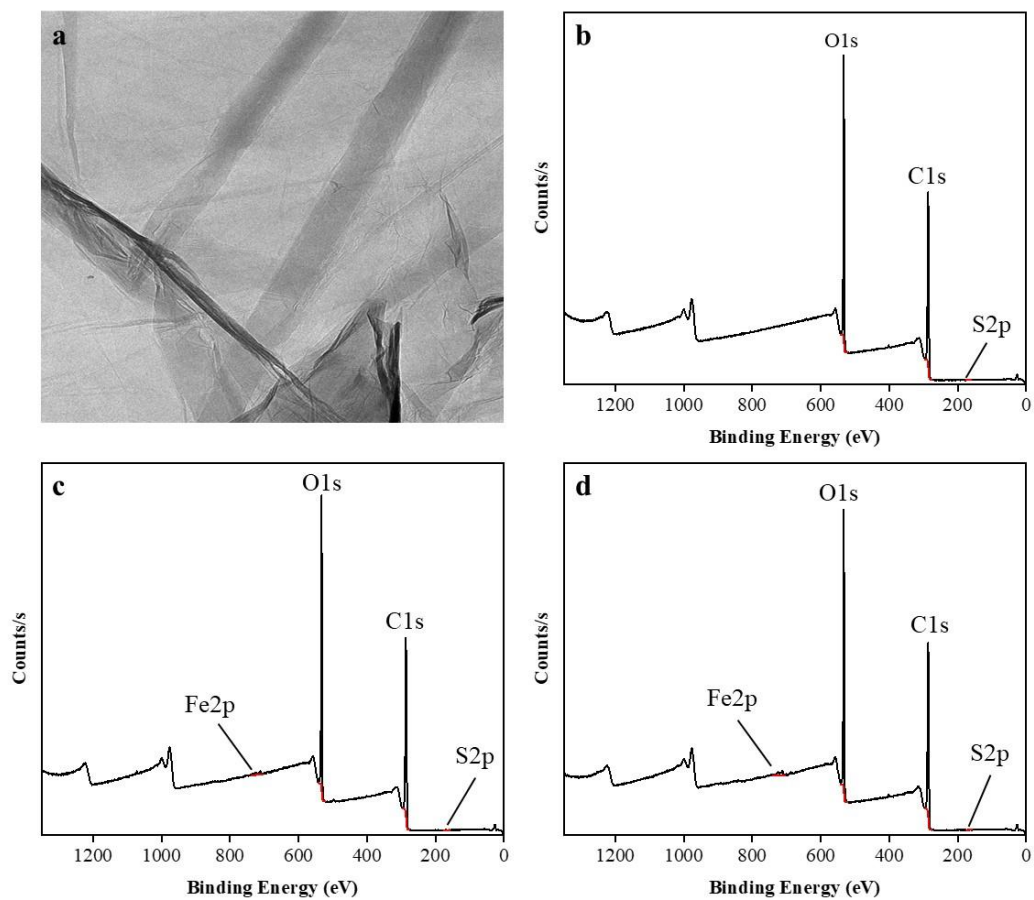 a
b
O1s
C1s
S2p
Counts/s
1200 1000 800 600 400 200 0
Binding Energy (eV)
c
O1s
C1s
Fe2p
S2p
Counts/s
1200 1000 800 600 400 200 0
Binding Energy (eV)
d
O1s
C1s
Fe2p
S2p
Counts/s
1200 1000 800 600 400 200 0
Binding Energy (eV)